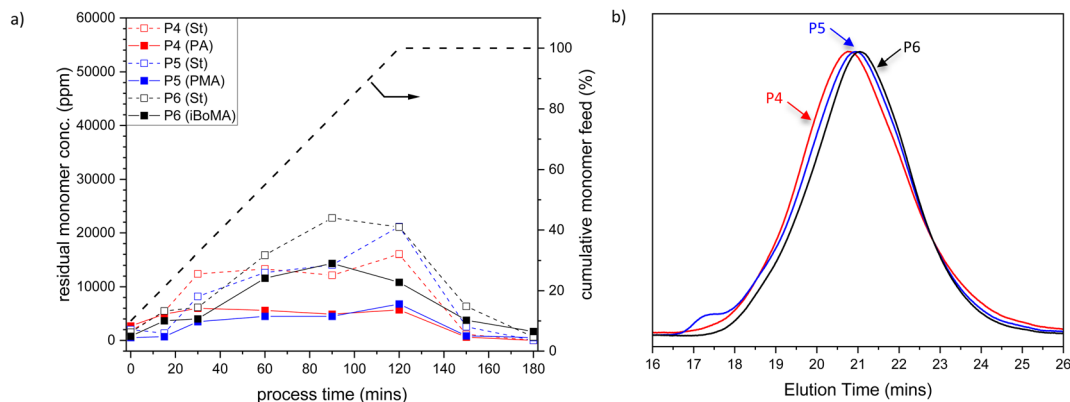 a)
60000
50000
40000
30000
20000
10000
0
residual monomer conc. (ppm)
P4 (St)
P4 (PA)
P5 (St)
P5 (PMA)
P6 (St)
P6 (iBoMA)
100
80
60
40
20
0
cumulative monomer feed (%)
0 20 40 60 80 100 120 140 160 180
process time (mins)
b)
P4
P5
P6
16 17 18 19 20 21 22 23 24 25 26
Elution Time (mins)